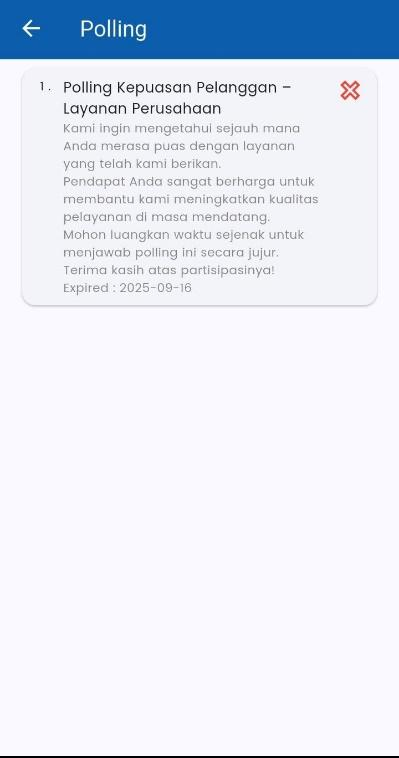 Polling
1. Polling Kepuasan Pelanggan –
Layanan Perusahaan
Kami ingin mengetahui sejauh mana
Anda merasa puas dengan layanan
yang telah kami berikan.
Pendapat Anda sangat berharga untuk
membantu kami meningkatkan kualitas
pelayanan di masa mendatang.
Mohon luangkan waktu sejenak untuk
menjawab polling ini secara jujur.
Terima kasih atas partisipasinya!
Expired : 2025-09-16